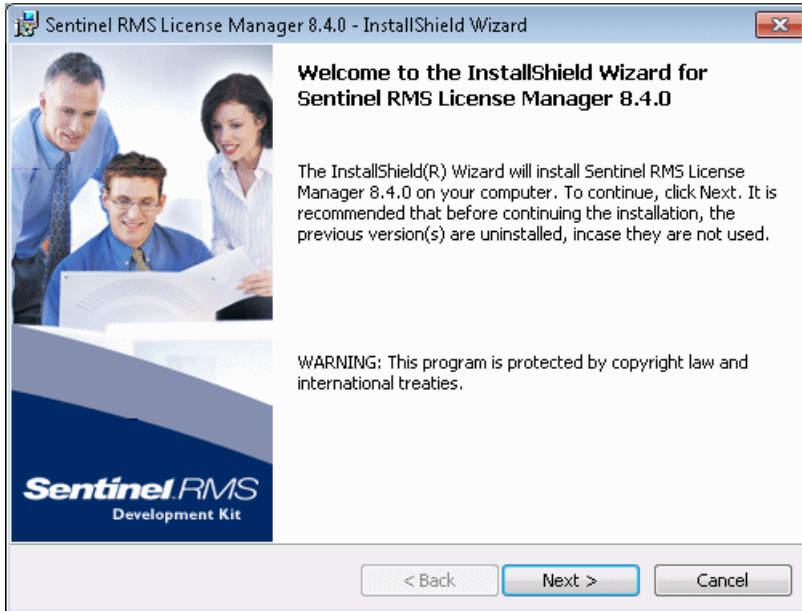 Sentinel RMS License Manager 8.4.0 - InstallShield Wizard
Welcome to the InstallShield Wizard for
Sentinel RMS License Manager 8.4.0
The InstallShield(R) Wizard will install Sentinel RMS License
Manager 8.4.0 on your computer. To continue, click Next. It is
recommended that before continuing the installation, the
previous version(s) are uninstalled, incase they are not used.
WARNING: This program is protected by copyright law and
international treaties.
Sentinel.RMS
Development Kit
< Back
Next >
Cancel